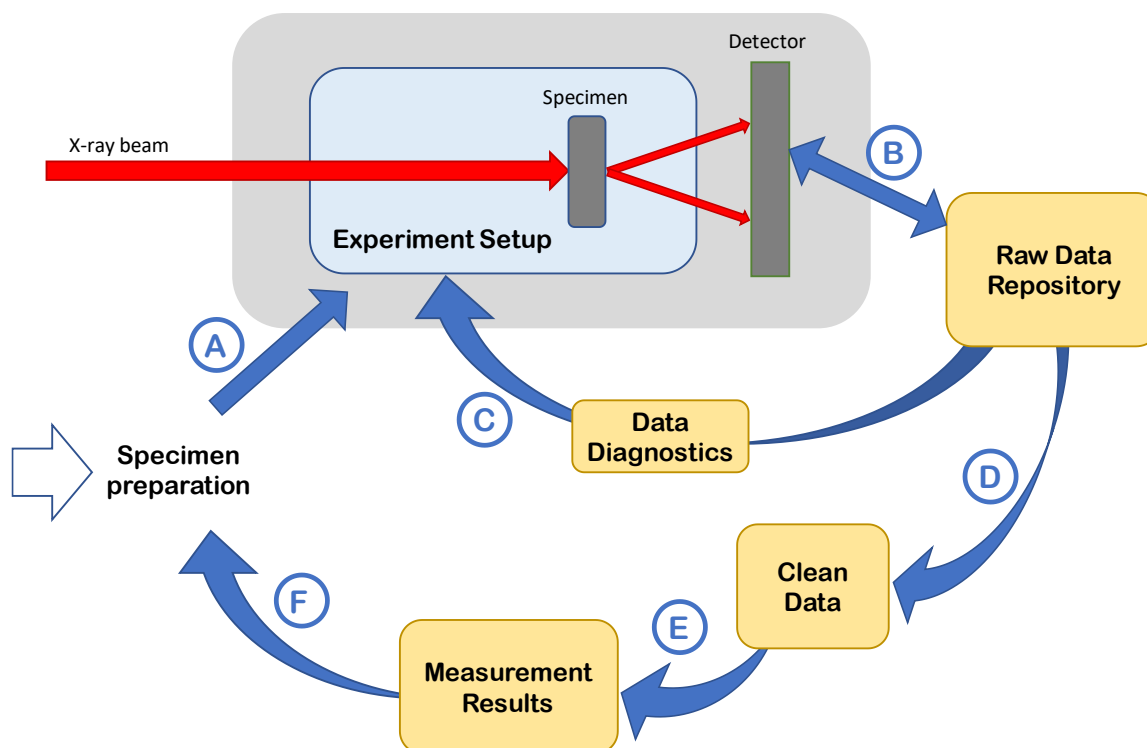 Detector
Specimen
X-ray beam
B
Experiment Setup
Raw Data
Repository
A
C
Data
Diagnostics
Specimen
preparation
D
Clean
Data
F
E
Measurement
Results